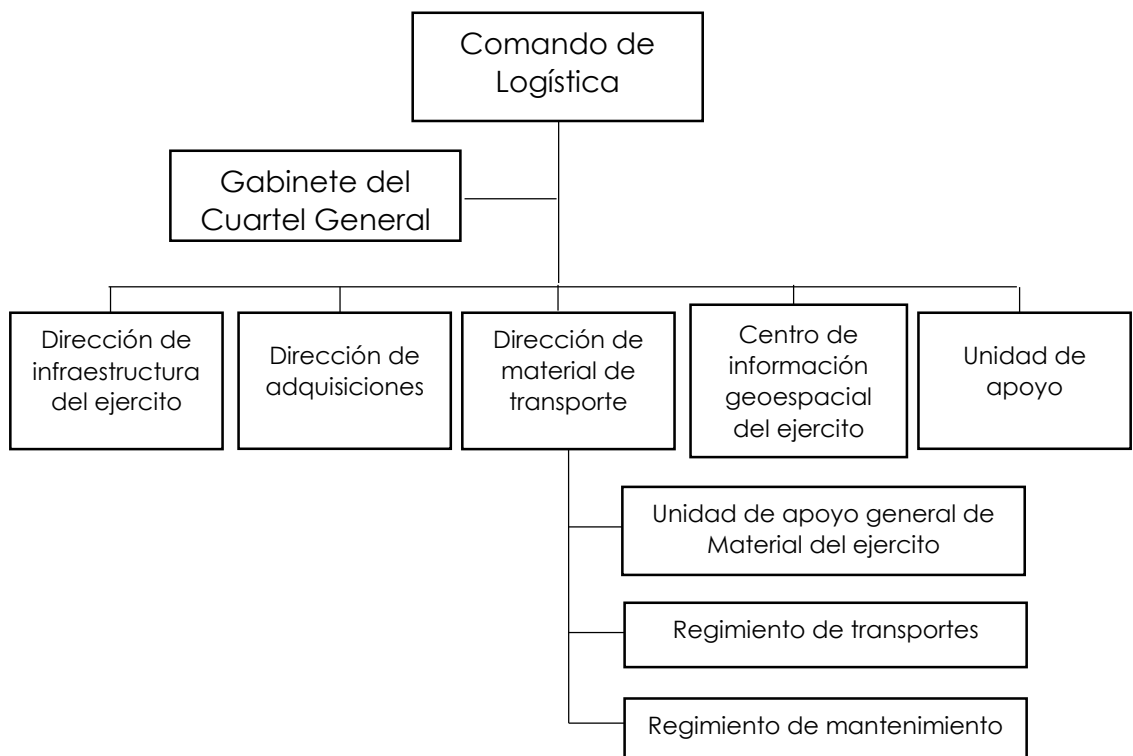 Comando de
Logística
Gabinete del
Cuartel General
Dirección de
infraestructura
del ejercito
Dirección de
adquisiciones
Dirección de
material de
transporte
Centro de
información
geoespacial
del ejercito
Unidad de
apoyo
Unidad de apoyo general de
Material del ejercito
Regimiento de transportes
Regimiento de mantenimiento